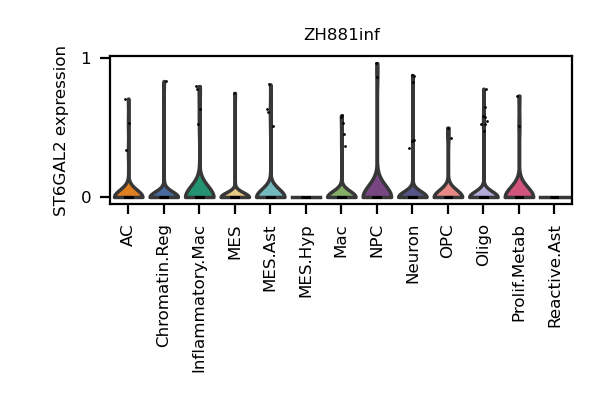 ZH881inf
ST6GAL2 expression
1
0
AC
Chromatin.Reg
Inflammatory.Mac
MES
MES.Ast
MES.Hyp
Mac
NPC
Neuron
OPC
Oligo
Prolif.Metab
Reactive.Ast